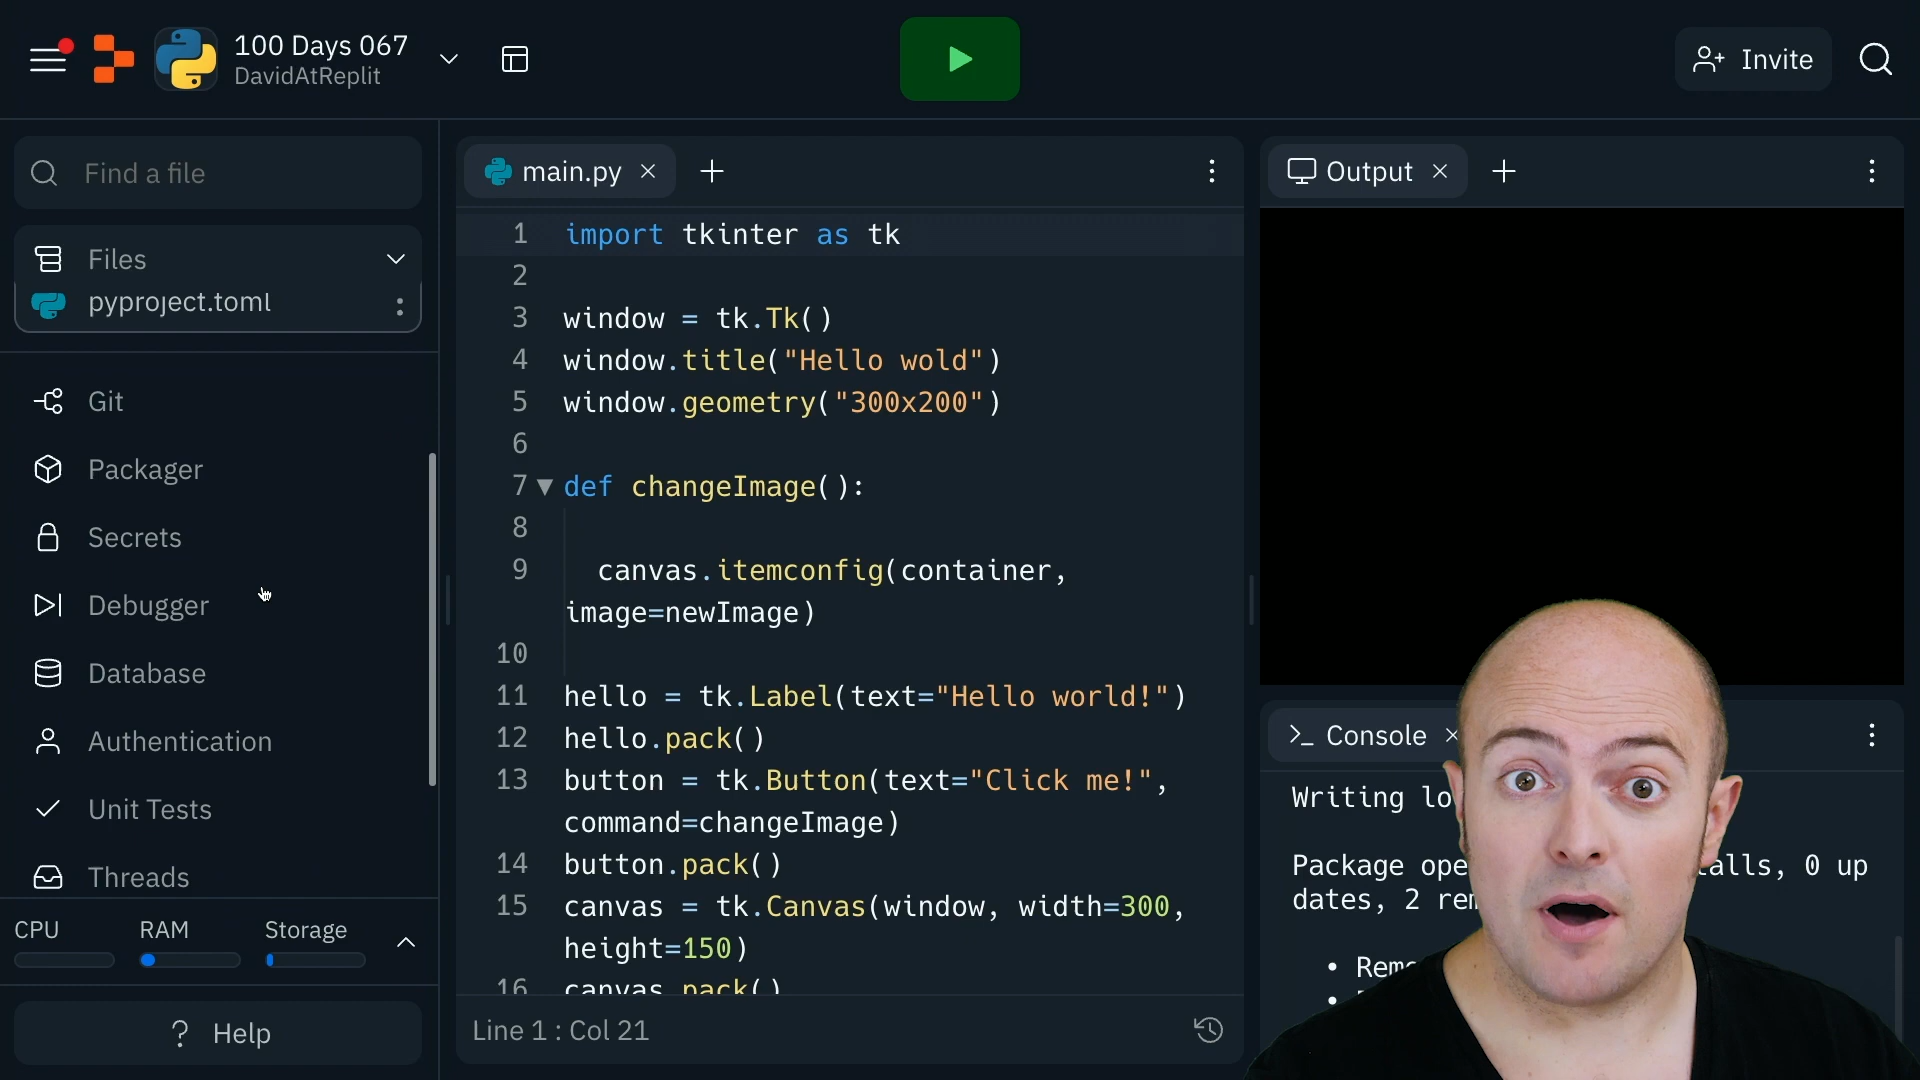 100 Days 067
DavidAtReplit
Invite
Find a file
Files
pyproject.toml
Git
Packager
Secrets
Debugger
Database
Authentication
Unit Tests
Threads
CPU RAM Storage
? Help
main.py
1 import tkinter as tk
2
3 window = tk.Tk()
4 window.title("Hello wold")
5 window.geometry("300x200")
6
7 def changeImage():
8
9 canvas.itemconfig(container,
image=newImage)
10
11 hello = tk.Label(text="Hello world!")
12 hello.pack()
13 button = tk.Button(text="Click me!",
command=changeImage)
14 button.pack()
15 canvas = tk.Canvas(window, width=300,
height=150)
16 canvas.pack()
Line 1 : Col 21
Output
Console
Writing lo
Package ope alls, 0 up
dates, 2 rem
• Remo